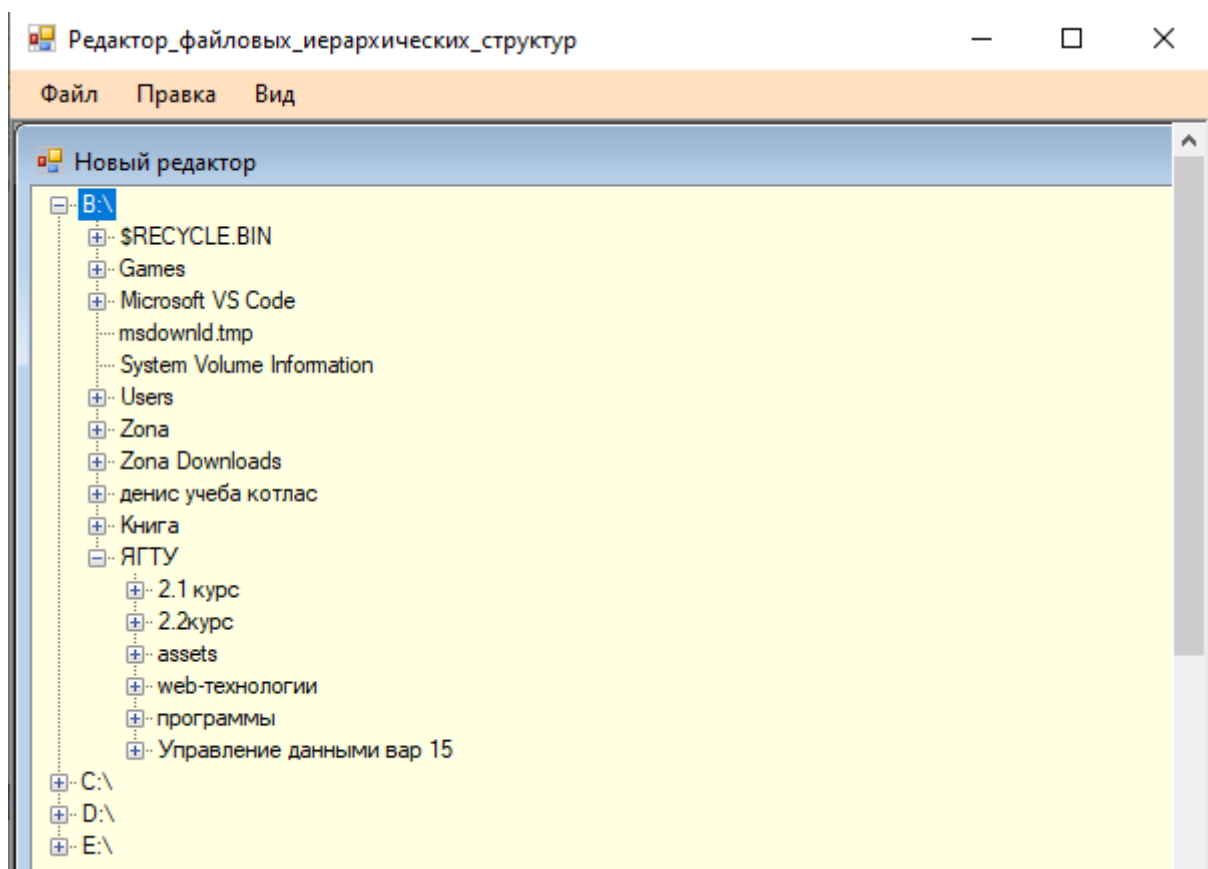 Редактор_файловых_иерархических_структур
Файл Правка Вид
Новый редактор
B:\
$RECYCLE.BIN
Games
Microsoft VS Code
msdownld.tmp
System Volume Information
Users
Zona
Zona Downloads
денис учеба котлас
Книга
ЯГТУ
2.1 курс
2.2курс
assets
web-технологии
программы
Управление данными вар 15
C:\
D:\
E:\